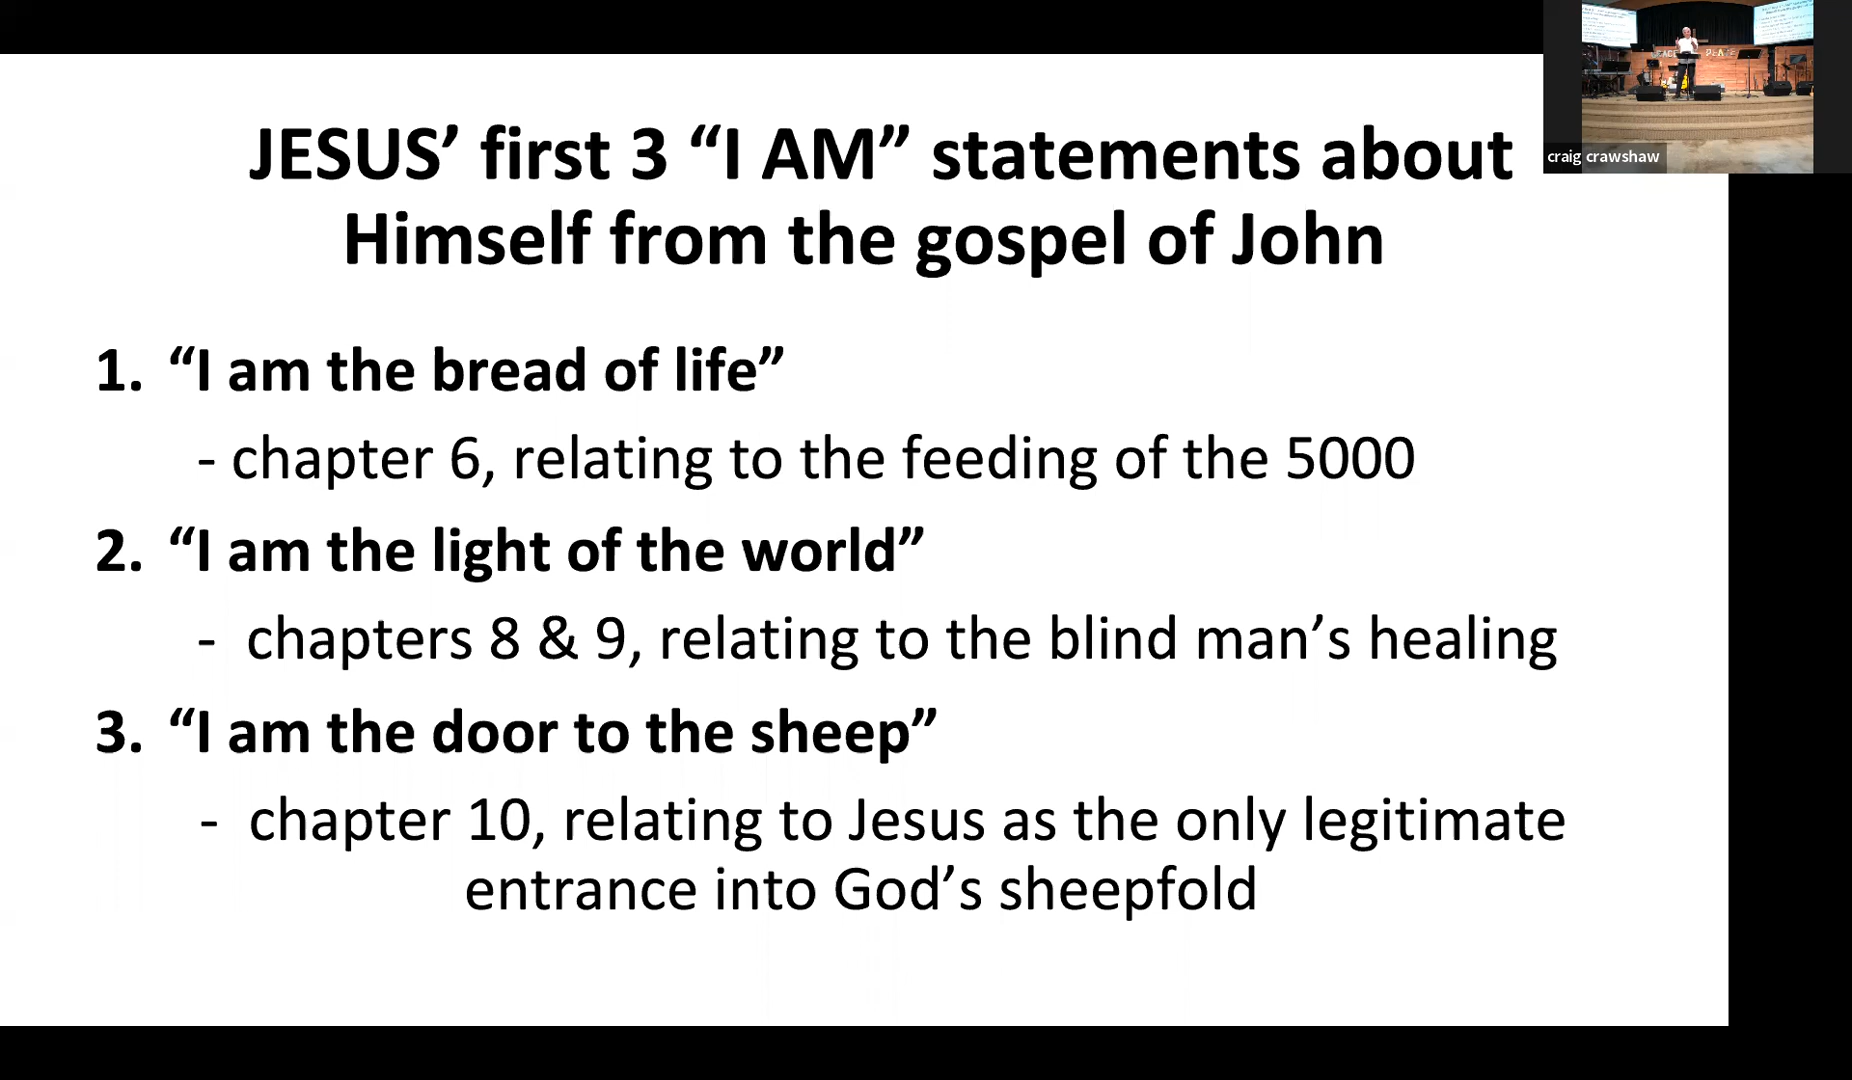 JESUS’ first 3 “I AM” statements about
Himself from the gospel of John
craig crawshaw
1. “I am the bread of life”
- chapter 6, relating to the feeding of the 5000
2. “I am the light of the world”
- chapters 8 & 9, relating to the blind man’s healing
3. “I am the door to the sheep”
- chapter 10, relating to Jesus as the only legitimate
entrance into God’s sheepfold